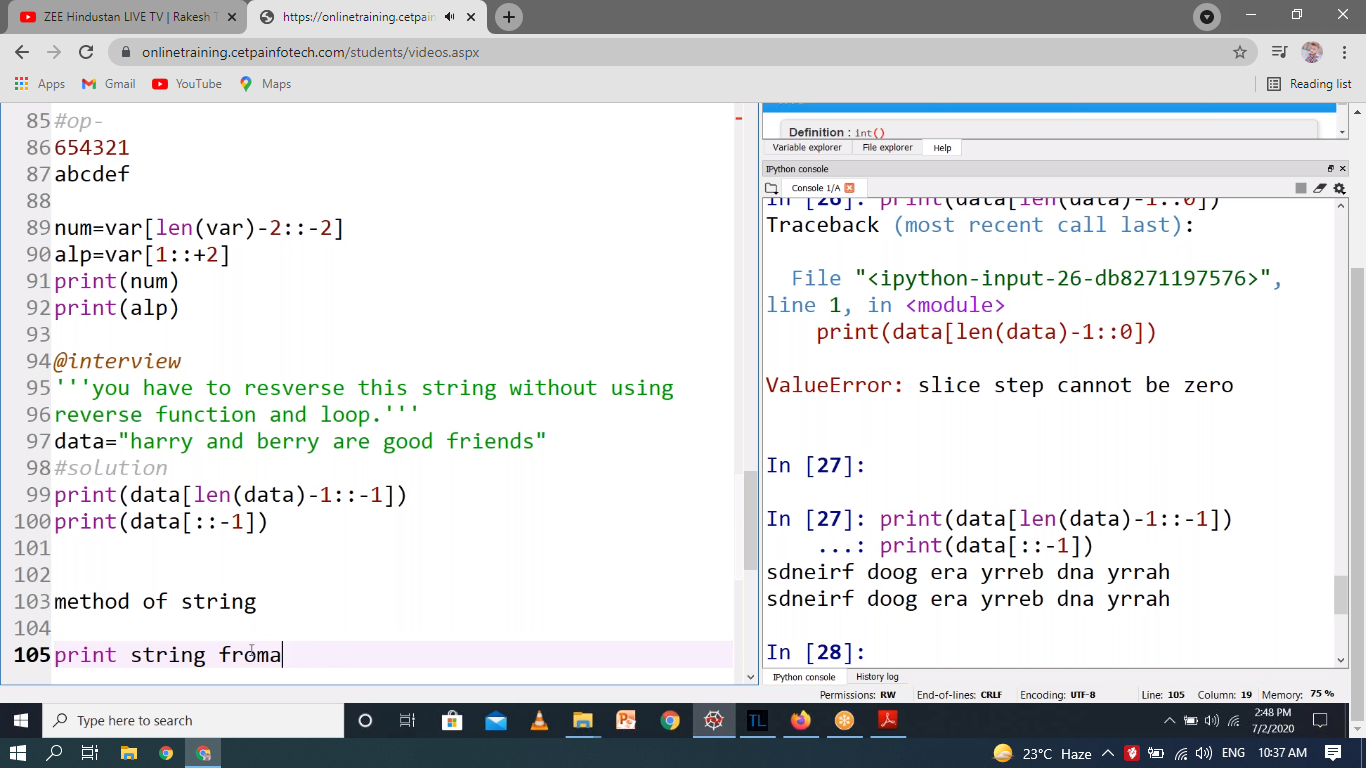 ZEE Hindustan LIVE TV | Rakesh T
https://onlinetraining.cetpain
onlinetraining.cetpainfotech.com/students/videos.aspx
Apps Gmail YouTube Maps Reading list
85 #op-
86 654321
87 abcdef
88
89 num=var[len(var)-2::-2]
90 alp=var[1::+2]
91 print(num)
92 print(alp)
93
94 @interview
95 '''you have to resverse this string without using
96 reverse function and loop.'''
97 data="harry and berry are good friends"
98 #solution
99 print(data[len(data)-1::-1])
100 print(data[::-1])
101
102
103 method of string
104
105 print string froma
Definition : int()
Variable explorer File explorer Help
IPython console
Console 1/A
In [26]: print(data[len(data)-1::0])
Traceback (most recent call last):
File "<ipython-input-26-db8271197576>",
line 1, in <module>
print(data[len(data)-1::0])
ValueError: slice step cannot be zero
In [27]:
In [27]: print(data[len(data)-1::-1])
...: print(data[::-1])
sdneirf doog era yrreb dna yrrah
sdneirf doog era yrreb dna yrrah
In [28]:
IPython console History log
Permissions: RW End-of-lines: CRLF Encoding: UTF-8 Line: 105 Column: 19 Memory: 75 %
Type here to search
TL
2:48 PM
7/2/2020
23°C Haze ENG 10:37 AM